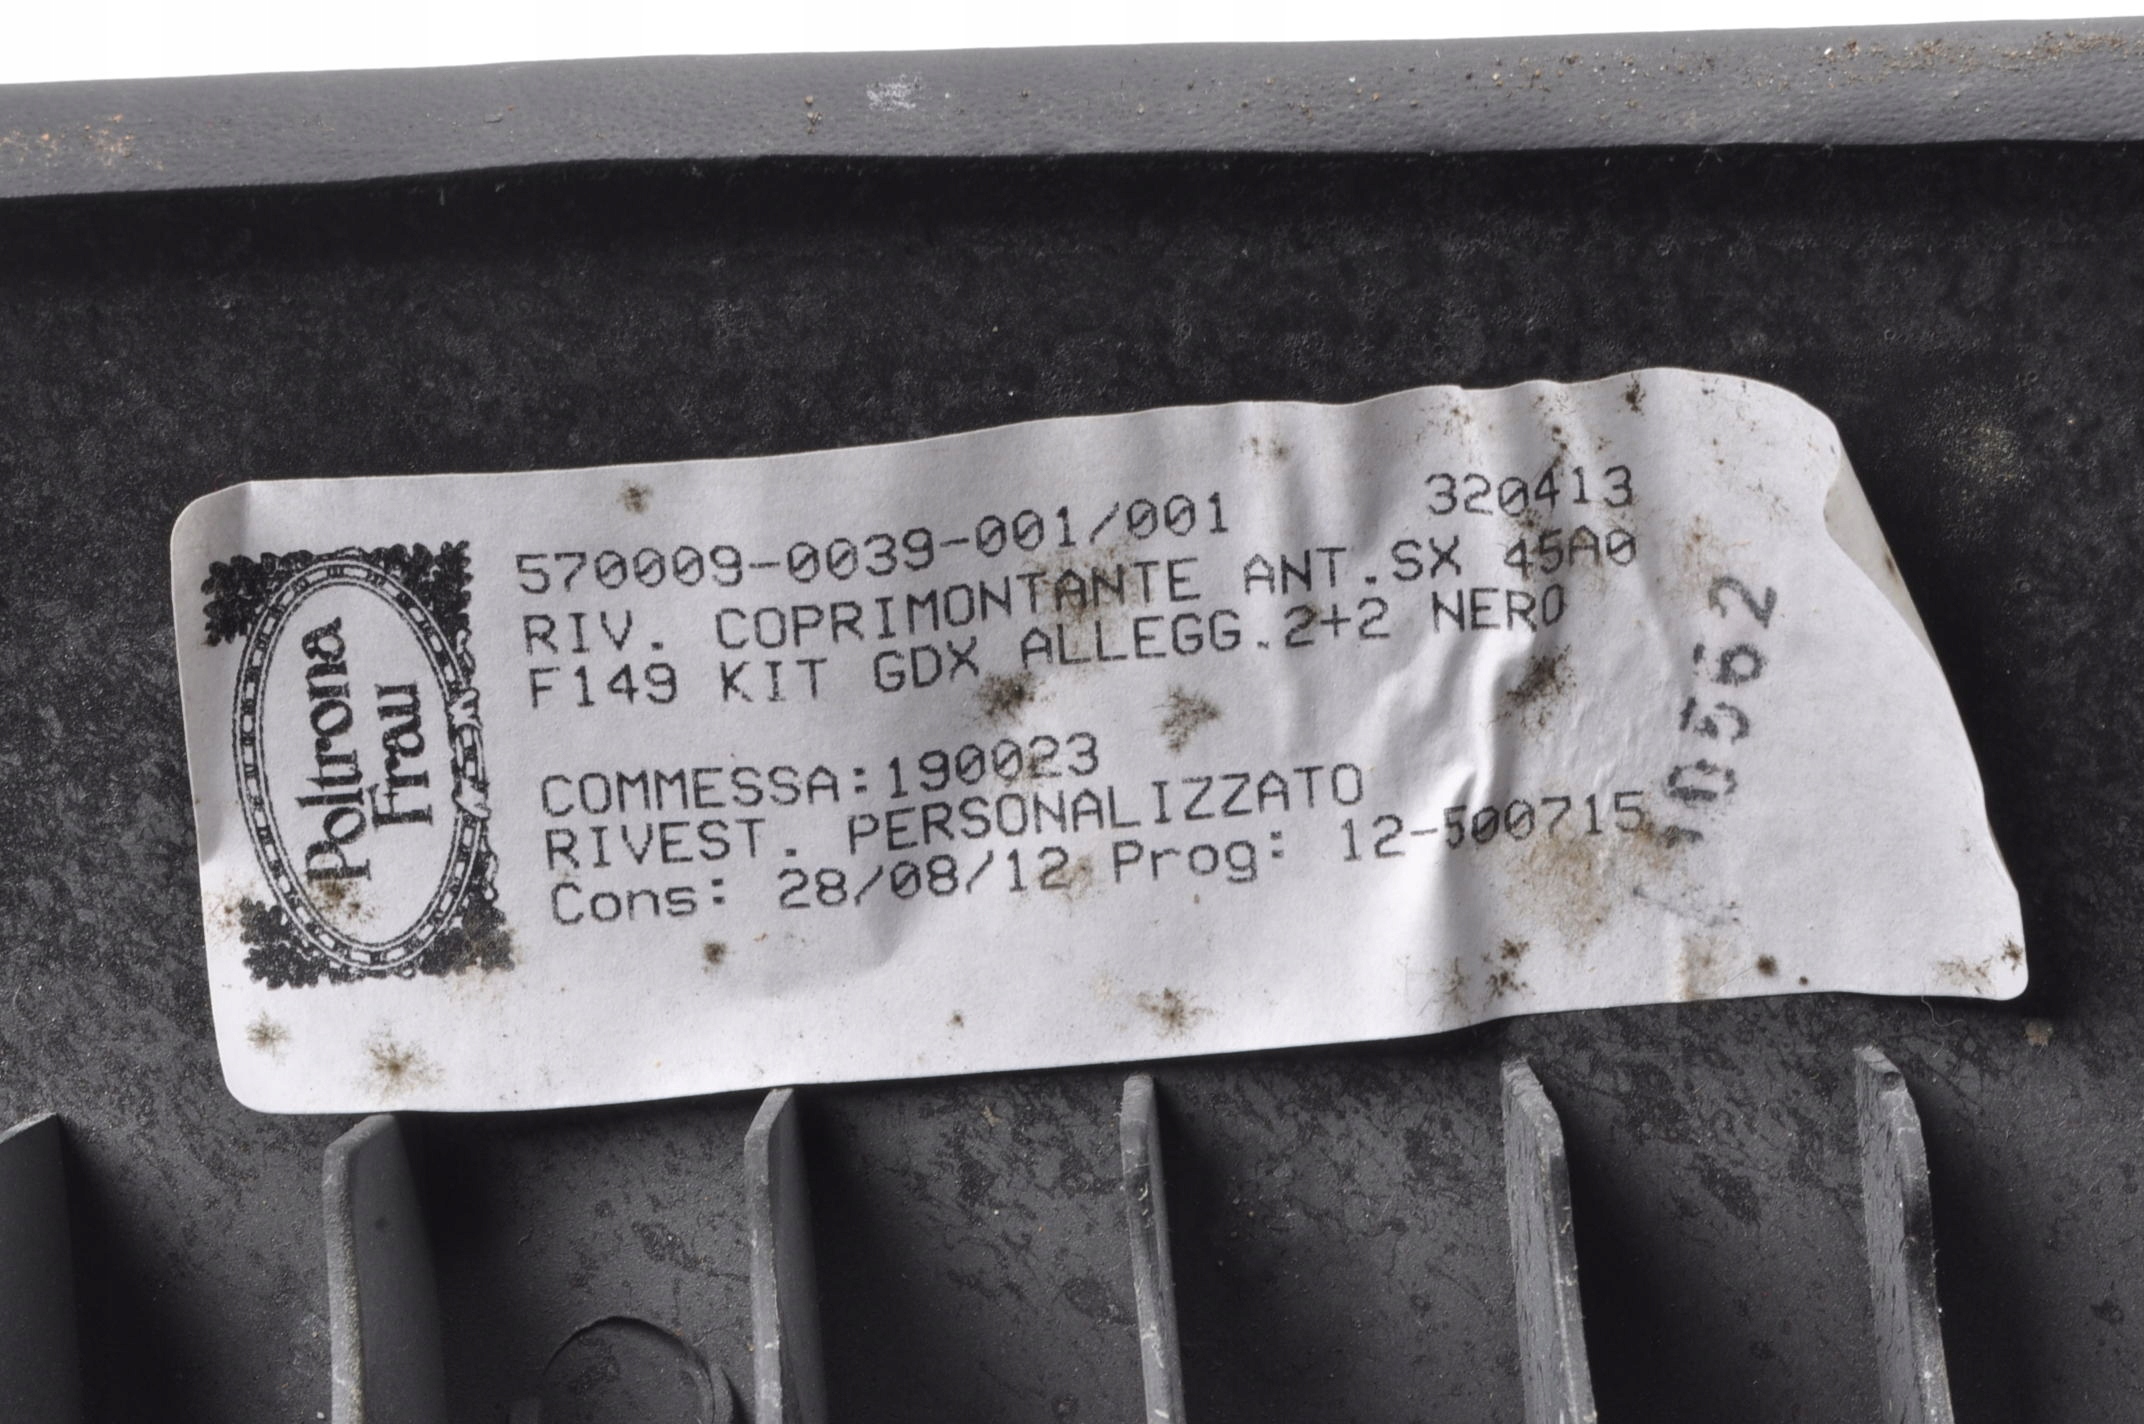 Poltrona
Frau
570009-0039-001/001 320413
RIV. COPRIMONTANTE ANT.SX 45A0
F149 KIT GDX ALLEGG.2+2 NERO
COMMESSA:190023
RIVEST. PERSONALIZZATO
Cons: 28/08/12 Prog: 12-500715